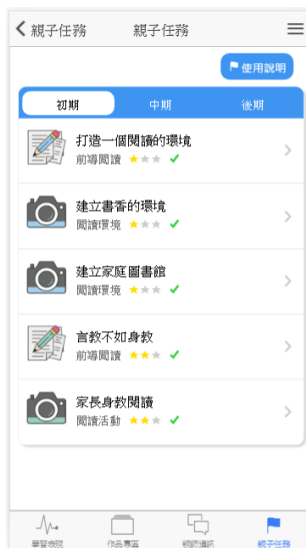 親子任務 親子任務
使用說明
初期 中期 後期
打造一個閱讀的環境
前導閱讀
建立書香的環境
閱讀環境
建立家庭圖書館
閱讀環境
言教不如身教
前導閱讀
家長身教閱讀
閱讀活動
學習表現 作品專區 親師通訊 親子任務